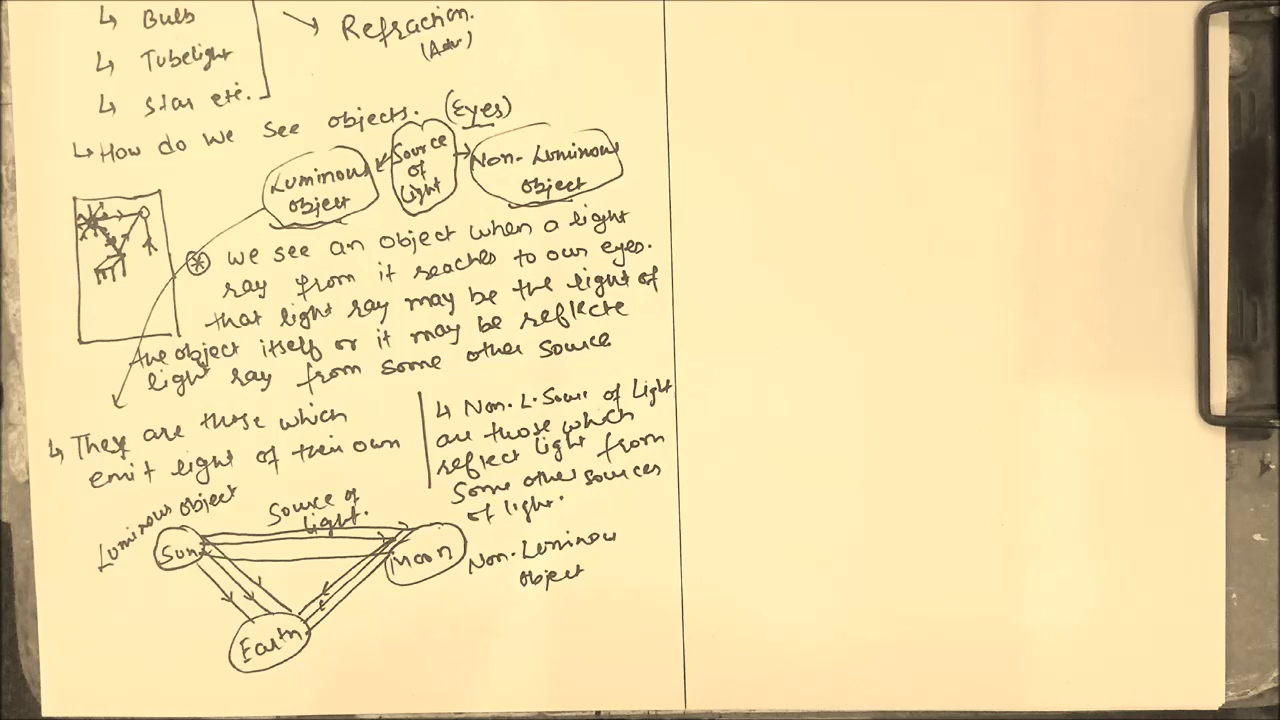 ↳ Bulb
↳ Tubelight
↳ Star etc.
↘ Refraction.
(Adv.)
↳ How do we see objects. (Eyes)
Source
of
Light
Luminous
object
Non-Luminous
object
⊛ we see an object when a light
ray from it reaches to our eyes.
that light ray may be the light of
the object itself or it may be reflecte
light ray from some other source
↳ They are those which
emit light of their own
↳ Non-L. Source of Light
are those which
reflect light from
Some other sources
of light.
Luminous object
Source of
light.
Sun
Moon
Non-Luminous
object
Earth